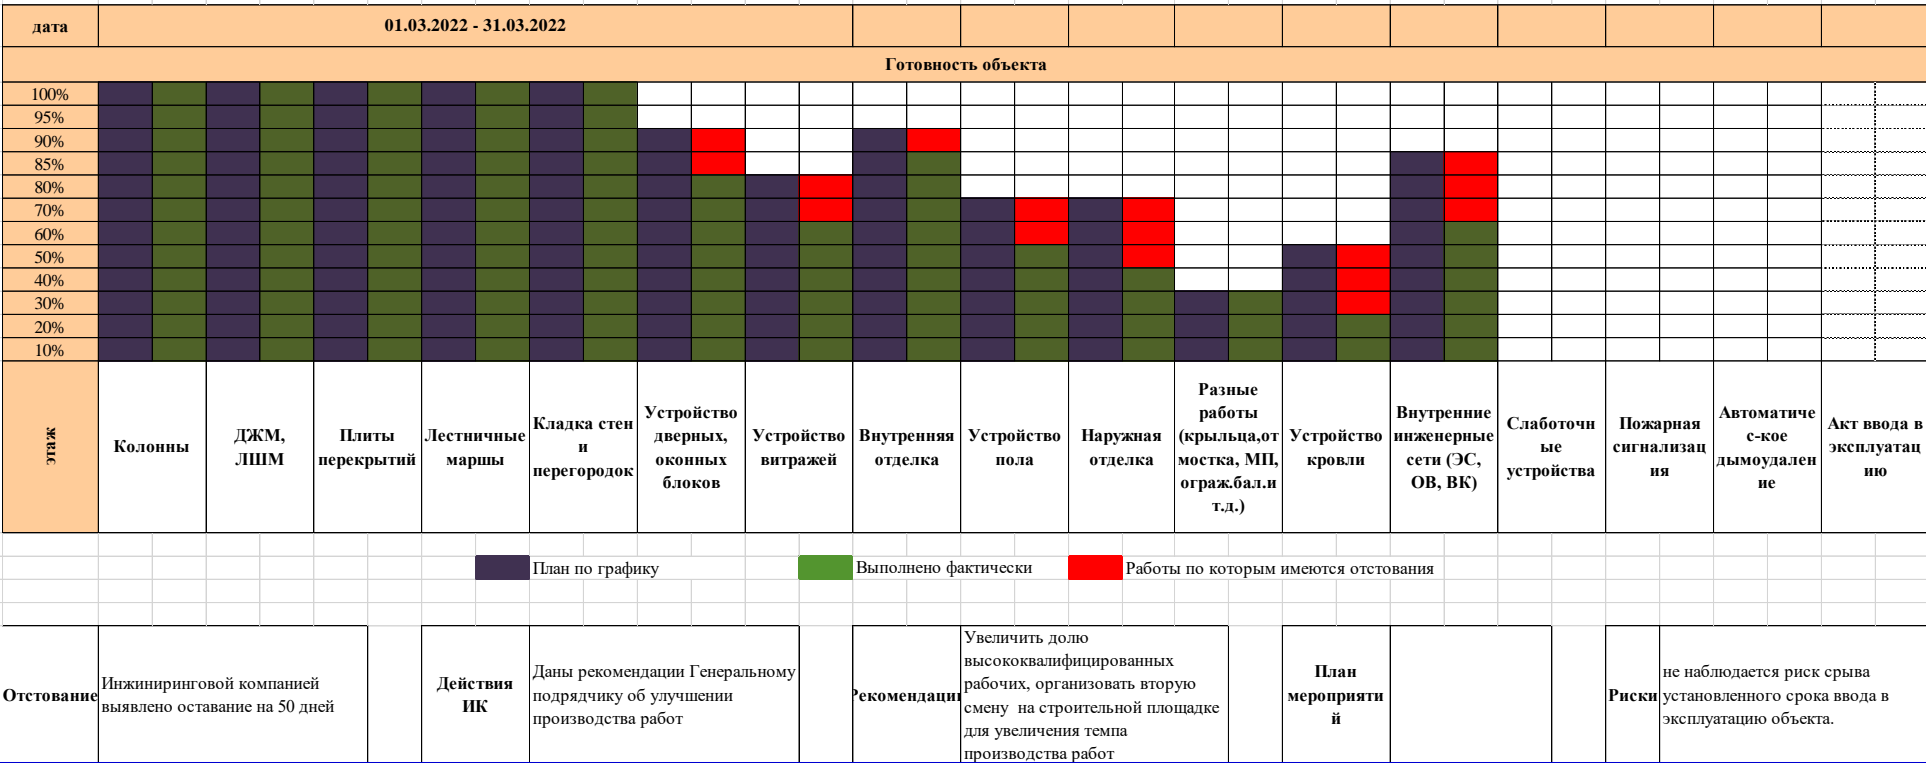 дата
01.03.2022 - 31.03.2022
Готовность объекта
100%
95%
90%
85%
80%
70%
60%
50%
40%
30%
20%
10%
этаж
Колонны
ДЖМ,
ЛШМ
Плиты
перекрытий
Лестничные
марши
Кладка стен
и
перегородок
Устройство
дверных,
оконных
блоков
Устройство
витражей
Внутренняя
отделка
Устройство
пола
Наружная
отделка
Разные
работы
(крыльца,от
мостка, МП,
ограж.бал.и
т.д.)
Устройство
кровли
Внутренние
инженерные
сети (ЭС,
ОВ, ВК)
Слаботочн
ые
устройства
Пожарная
сигнализац
ия
Автоматиче
с-кое
дымоудален
ие
Акт ввода в
эксплуатац
ию
План по графику
Выполнено фактически
Работы по которым имеются отстования
Отстование
Инжиниринговой компанией
выявлено оставание на 50 дней
Действия
ИК
Даны рекомендации Генеральному
подрядчику об улучшении
производства работ
Рекомендации
Увеличить долю
высококвалифицированных
рабочих, организовать вторую
смену на строительной площадке
для увеличения темпа
производства работ
План
мероприяти
й
Риски
не наблюдается риск срыва
установленного срока ввода в
эксплуатацию объекта.